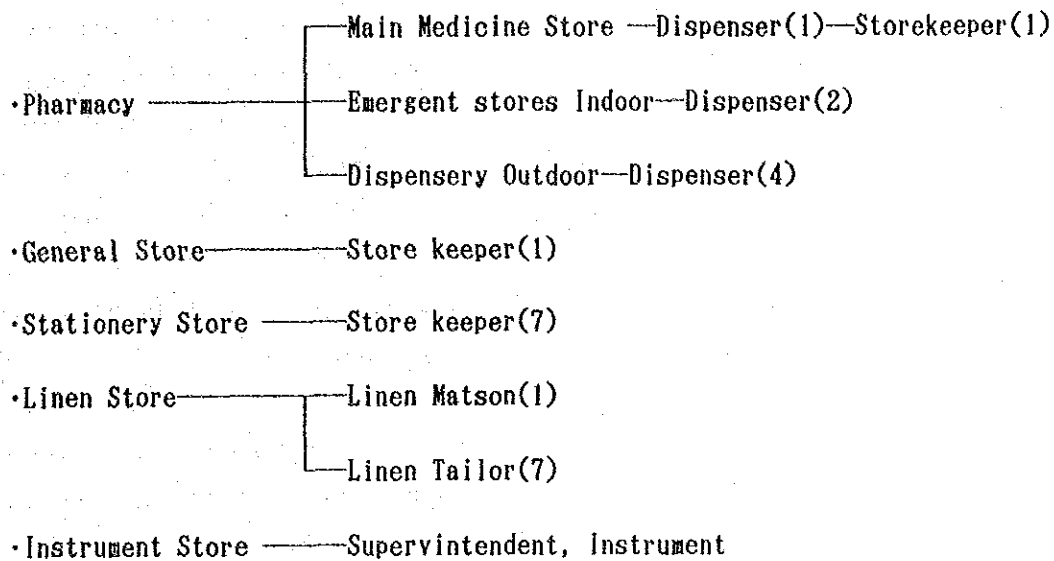 Main Medicine Store —Dispenser(1)—Storekeeper(1)
·Pharmacy
Emergent stores Indoor—Dispenser(2)
Dispensery Outdoor—Dispenser(4)
·General Store Store keeper(1)
·Stationery Store Store keeper(7)
·Linen Store Linen Matson(1)
Linen Tailor(7)
·Instrument Store Supervintendent, Instrument